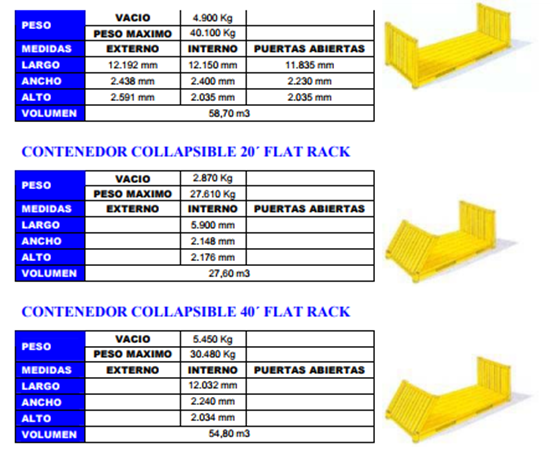 PESO VACIO 4.900 Kg
PESO MAXIMO 40.100 Kg
MEDIDAS EXTERNO INTERNO PUERTAS ABIERTAS
LARGO 12.192 mm 12.150 mm 11.835 mm
ANCHO 2.438 mm 2.400 mm 2.230 mm
ALTO 2.591 mm 2.035 mm 2.035 mm
VOLUMEN 58,70 m3
CONTENEDOR COLLAPSIBLE 20´ FLAT RACK
PESO VACIO 2.870 Kg
PESO MAXIMO 27.610 Kg
MEDIDAS EXTERNO INTERNO PUERTAS ABIERTAS
LARGO 5.900 mm
ANCHO 2.148 mm
ALTO 2.176 mm
VOLUMEN 27,60 m3
CONTENEDOR COLLAPSIBLE 40´ FLAT RACK
PESO VACIO 5.450 Kg
PESO MAXIMO 30.480 Kg
MEDIDAS EXTERNO INTERNO PUERTAS ABIERTAS
LARGO 12.032 mm
ANCHO 2.240 mm
ALTO 2.034 mm
VOLUMEN 54,80 m3